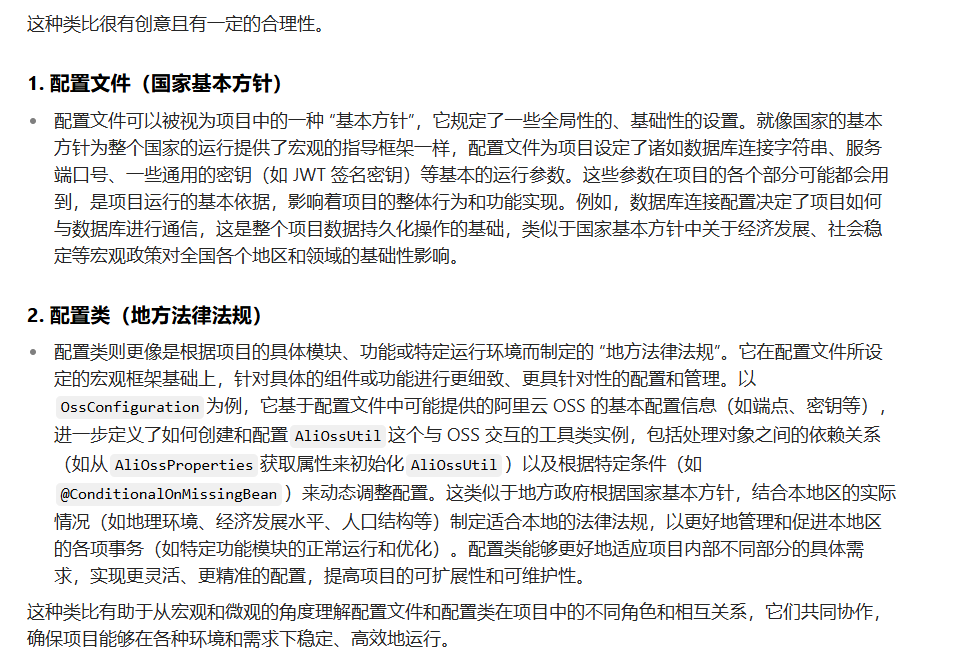 这种类比很有创意且有一定的合理性。
1. 配置文件（国家基本方针）
• 配置文件可以被视为项目中的一种 “基本方针”，它规定了一些全局性的、基础性的设置。就像国家的基本
方针为整个国家的运行提供了宏观的指导框架一样，配置文件为项目设定了诸如数据库连接字符串、服务
端口号、一些通用的密钥（如 JWT 签名密钥）等基本的运行参数。这些参数在项目的各个部分可能都会用
到，是项目运行的基本依据，影响着项目的整体行为和功能实现。例如，数据库连接配置决定了项目如何
与数据库进行通信，这是整个项目数据持久化操作的基础，类似于国家基本方针中关于经济发展、社会稳
定等宏观政策对全国各个地区和领域的基础性影响。
2. 配置类（地方法律法规）
• 配置类则更像是根据项目的具体模块、功能或特定运行环境而制定的 “地方法律法规”。它在配置文件所设
定的宏观框架基础上，针对具体的组件或功能进行更细致、更具针对性的配置和管理。以
OssConfiguration 为例，它基于配置文件中可能提供的阿里云 OSS 的基本配置信息（如端点、密钥等），
进一步定义了如何创建和配置 AliOssUtil 这个与 OSS 交互的工具类实例，包括处理对象之间的依赖关系
（如从 AliOssProperties 获取属性来初始化 AliOssUtil ）以及根据特定条件（如
@ConditionalOnMissingBean ）来动态调整配置。这类似于地方政府根据国家基本方针，结合本地区的实际
情况（如地理环境、经济发展水平、人口结构等）制定适合本地的法律法规，以更好地管理和促进本地区
的各项事务（如特定功能模块的正常运行和优化）。配置类能够更好地适应项目内部不同部分的具体需
求，实现更灵活、更精准的配置，提高项目的可扩展性和可维护性。
这种类比有助于从宏观和微观的角度理解配置文件和配置类在项目中的不同角色和相互关系，它们共同协作，
确保项目能够在各种环境和需求下稳定、高效地运行。